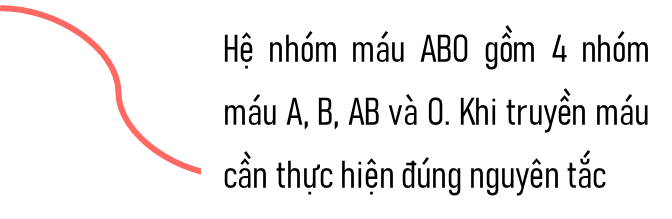 Hệ nhóm máu ABO gồm 4 nhóm
máu A, B, AB và O. Khi truyền máu
cần thực hiện đúng nguyên tắc